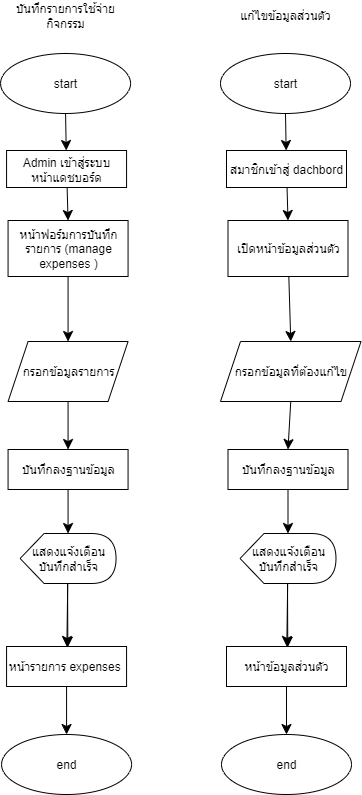 บันทึกรายการใช้จ่าย
กิจกรรม
start
Admin เข้าสู่ระบบ
หน้าแดชบอร์ด
หน้าฟอร์มการบันทึก
รายการ (manage
expenses )
กรอกข้อมูลรายการ
บันทึกลงฐานข้อมูล
แสดงแจ้งเตือน
บันทึกสำเร็จ
หน้ารายการ expenses
end
แก้ไขข้อมูลส่วนตัว
start
สมาชิกเข้าสู่ dachbord
เปิดหน้าข้อมูลส่วนตัว
กรอกข้อมูลที่ต้องแก้ไข
บันทึกลงฐานข้อมูล
แสดงแจ้งเตือน
บันทึกสำเร็จ
หน้าข้อมูลส่วนตัว
end